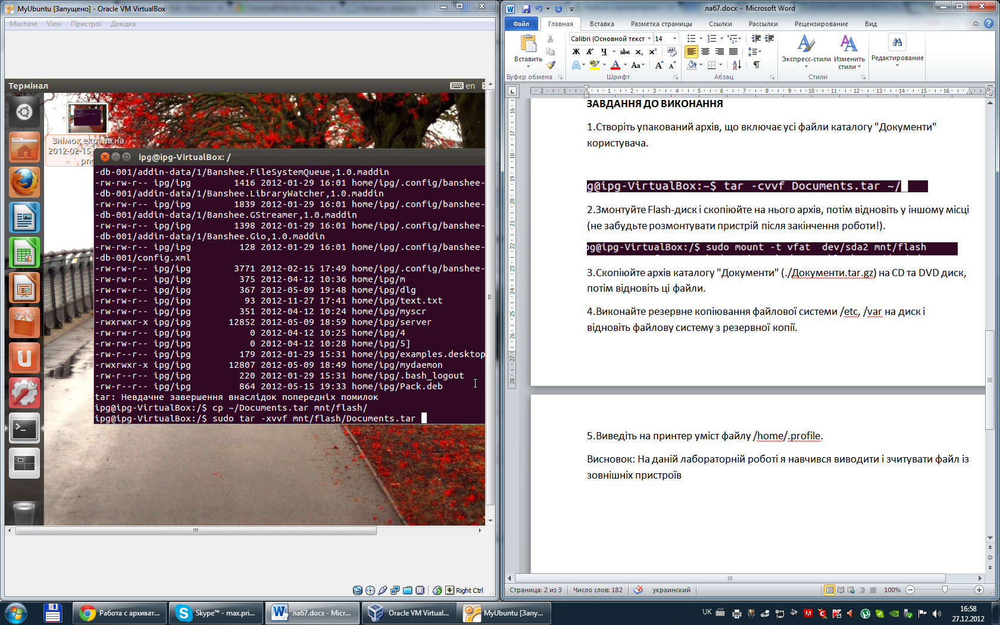 MyUbuntu [Запущено] - Oracle VM VirtualBox
Machine View Пристрої Довідка
Термінал
en
Знімок екрана на
2012-02-15
png
ipg@ipg-VirtualBox: /
-db-001/addin-data/1/Banshee.FileSystemQueue,1.0.maddin
-rw-rw-r-- ipg/ipg 1416 2012-01-29 16:01 home/ipg/.config/banshee-
-db-001/addin-data/1/Banshee.LibraryWatcher,1.0.maddin
-rw-rw-r-- ipg/ipg 1839 2012-01-29 16:01 home/ipg/.config/banshee-
-db-001/addin-data/1/Banshee.GStreamer,1.0.maddin
-rw-rw-r-- ipg/ipg 1398 2012-01-29 16:01 home/ipg/.config/banshee-
-db-001/addin-data/1/Banshee.Gio,1.0.maddin
-rw-rw-r-- ipg/ipg 128 2012-01-29 16:01 home/ipg/.config/banshee-
-db-001/config.xml
-rw-rw-r-- ipg/ipg 3771 2012-02-15 17:49 home/ipg/.config/banshee-
-rw-rw-r-- ipg/ipg 375 2012-04-12 10:36 home/ipg/m
-rw-rw-r-- ipg/ipg 367 2012-05-09 19:48 home/ipg/dlg
-rw-rw-r-- ipg/ipg 93 2012-11-27 17:41 home/ipg/text.txt
-rw-rw-r-- ipg/ipg 351 2012-04-12 10:24 home/ipg/myscr
-rwxrwxr-x ipg/ipg 12852 2012-05-09 18:59 home/ipg/server
-rw-rw-r-- ipg/ipg 0 2012-04-12 10:25 home/ipg/4
-rw-rw-r-- ipg/ipg 0 2012-04-12 10:28 home/ipg/5]
-rw-rw-r-- ipg/ipg 179 2012-01-29 15:31 home/ipg/examples.desktop
-rwxrwxr-x ipg/ipg 12807 2012-05-09 18:49 home/ipg/mydaemon
-rw-r--r-- ipg/ipg 220 2012-01-29 15:31 home/ipg/.bash_logout
-rw-r--r-- ipg/ipg 864 2012-05-15 19:33 home/ipg/Pack.deb
tar: Невдачне завершення внаслідок попередніх помилок
ipg@ipg-VirtualBox:/$ cp ~/Documents.tar mnt/flash/
ipg@ipg-VirtualBox:/$ sudo tar -xvvf mnt/flash/Documents.tar
Right Ctrl
лаб7.docx - Microsoft Word
Файл Главная Вставка Разметка страницы Ссылки Рассылки Рецензирование Вид
Calibri (Основной текст 14
Вставить
Экспресс-стили
Изменить стили
Редактирование
Буфер обмена Шрифт Абзац Стили
ЗАВДАННЯ ДО ВИКОНАННЯ
1.Створіть упакований архів, що включає усі файли каталогу "Документи"
користувача.
g@ipg-VirtualBox:~$ tar -cvvf Documents.tar ~/
2.Змонтуйте Flash-диск і скопіюйте на нього архів, потім відновіть у іншому місці
(не забудьте розмонтувати пристрій після закінчення роботи!).
pg@ipg-VirtualBox:/$ sudo mount -t vfat dev/sda2 mnt/flash
3.Скопіюйте архів каталогу "Документи" (./Документи.tar.gz) на CD та DVD диск,
потім відновіть ці файли.
4.Виконайте резервне копіювання файлової системи /etc, /var на диск і
відновіть файлову систему з резервної копії.
5.Виведіть на принтер уміст файлу /home/.profile.
Висновок: На даній лабораторній роботі я навчився виводити і зчитувати файл із
зовнішніх пристроїв
Страница: 2 из 3 Число слов: 182 украинский 100%
Работа с архиват...
Skype™ - max.pri...
лаб7.docx - Micr...
Oracle VM Virtual...
MyUbuntu [Запу...
UK
16:58
27.12.2012